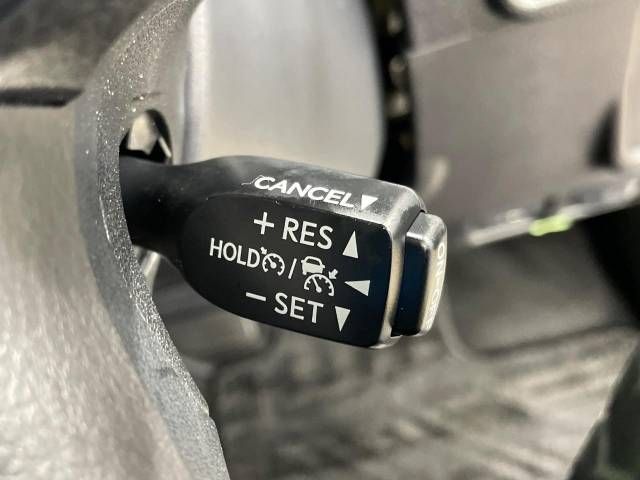 CANCEL▼
+ RES ▲
HOLD / ◀
− SET ▼